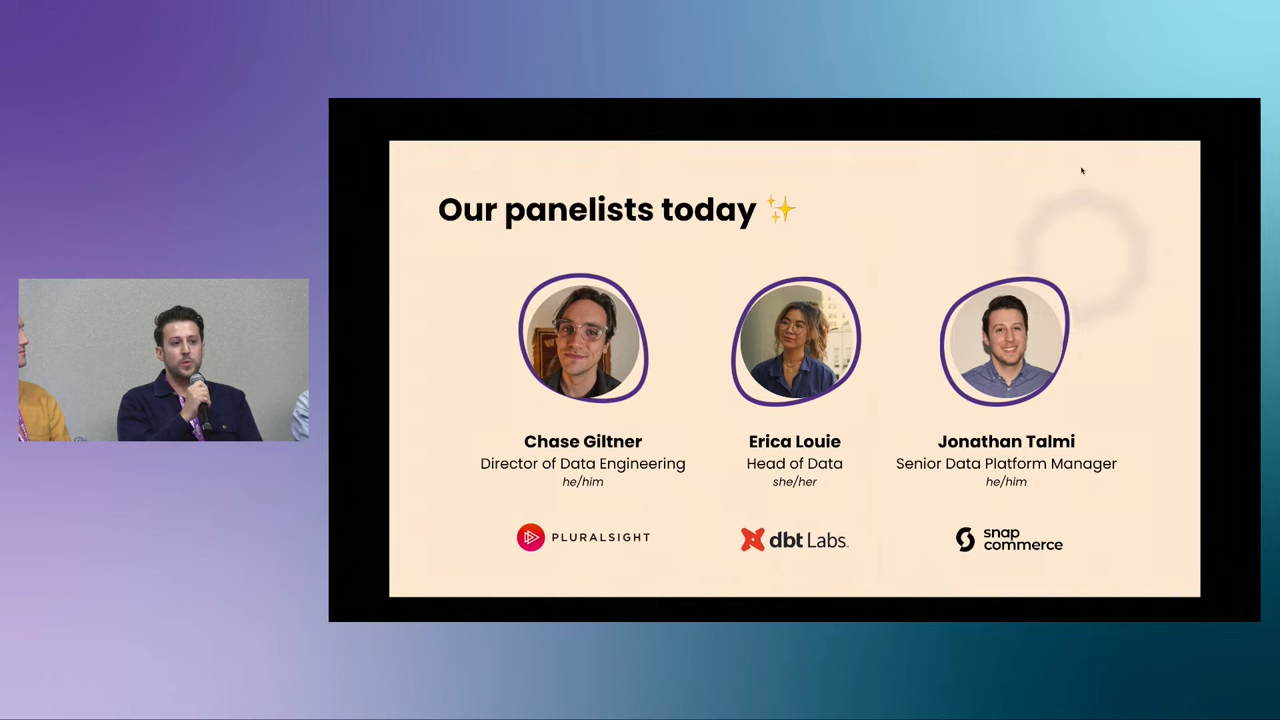 Our panelists today ✨
Chase Giltner
Director of Data Engineering
he/him
PLURALSIGHT
Erica Louie
Head of Data
she/her
dbt Labs.
Jonathan Talmi
Senior Data Platform Manager
he/him
snap
commerce